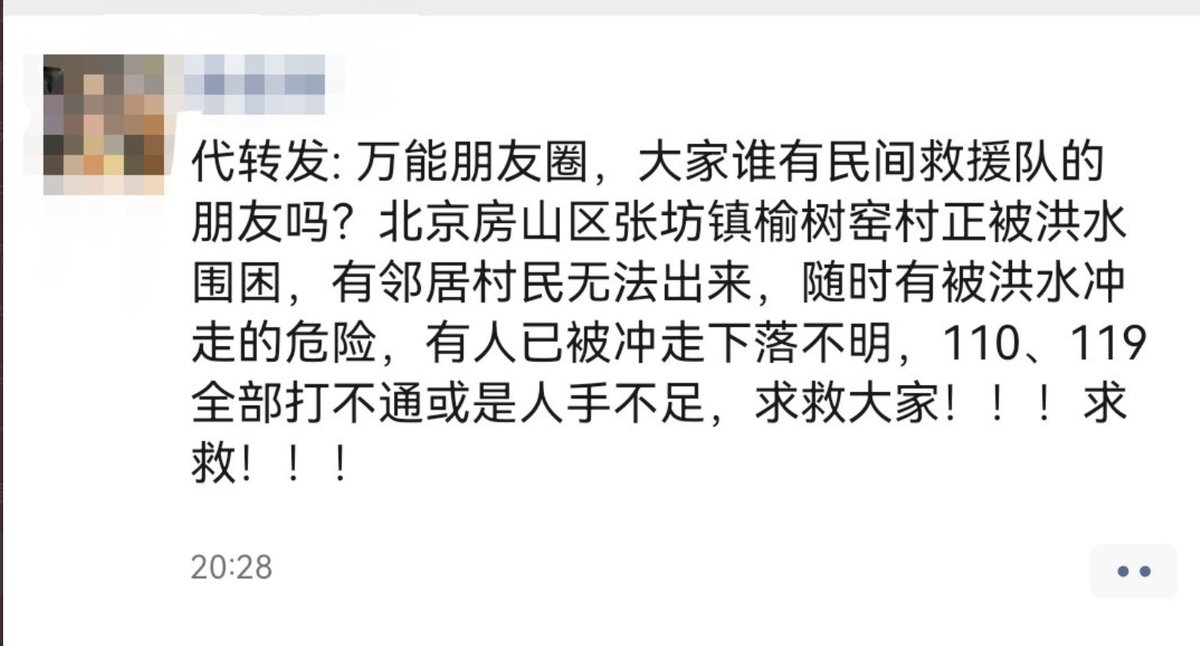 代转发: 万能朋友圈，大家谁有民间救援队的
朋友吗？北京房山区张坊镇榆树窑村正被洪水
围困，有邻居村民无法出来，随时有被洪水冲
走的危险，有人已被冲走下落不明，110、119
全部打不通或是人手不足，求救大家！！！求
救！！！
20:28